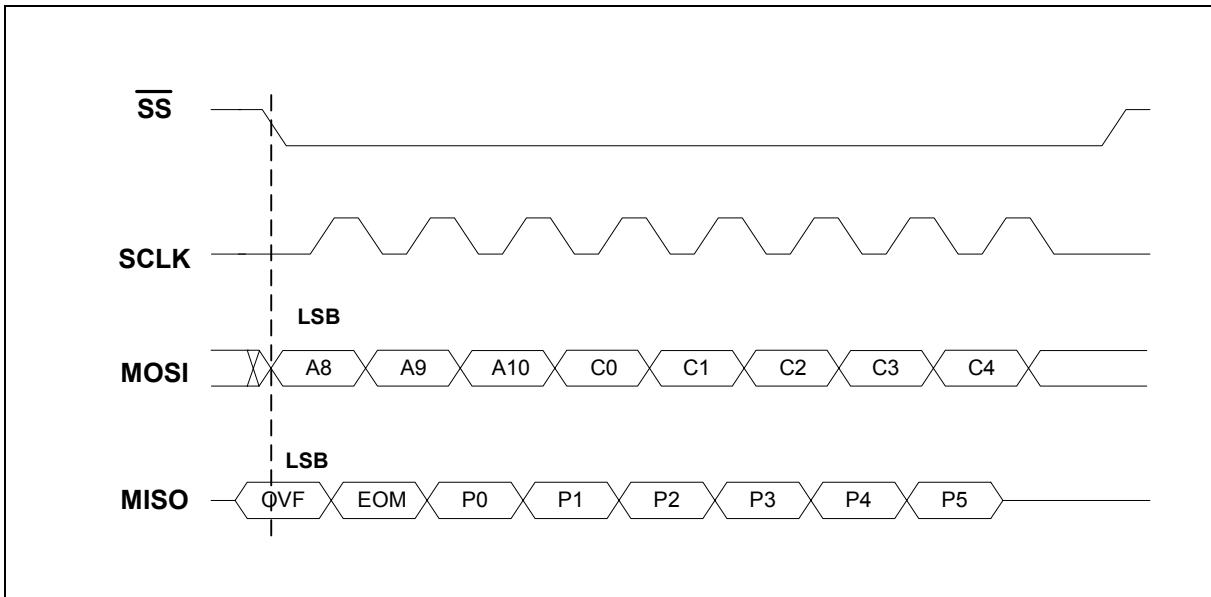 SS
SCLK
LSB
MOSI A8 A9 A10 C0 C1 C2 C3 C4
LSB
MISO OVF EOM P0 P1 P2 P3 P4 P5